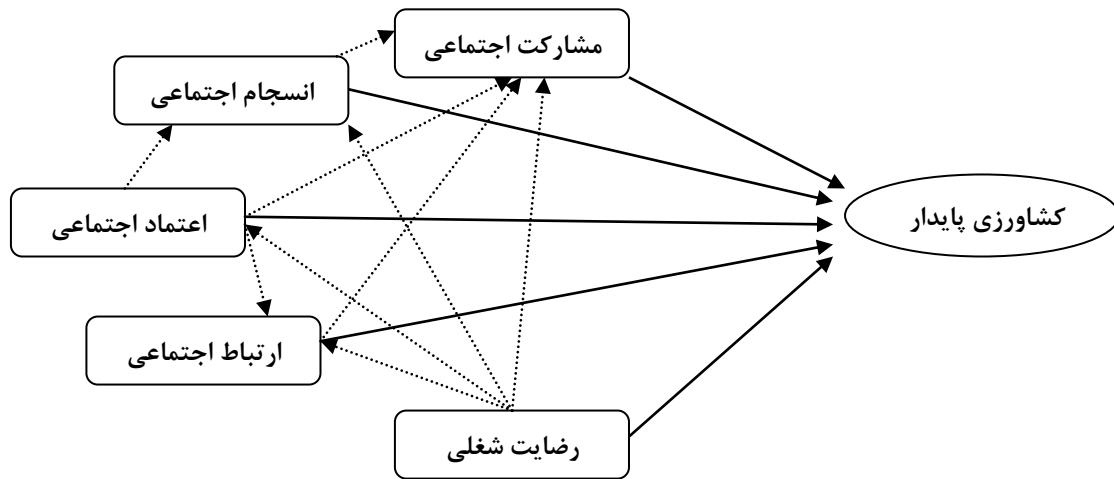 مشارکت اجتماعی
انسجام اجتماعی
اعتماد اجتماعی
کشاورزی پایدار
ارتباط اجتماعی
رضایت شغلی